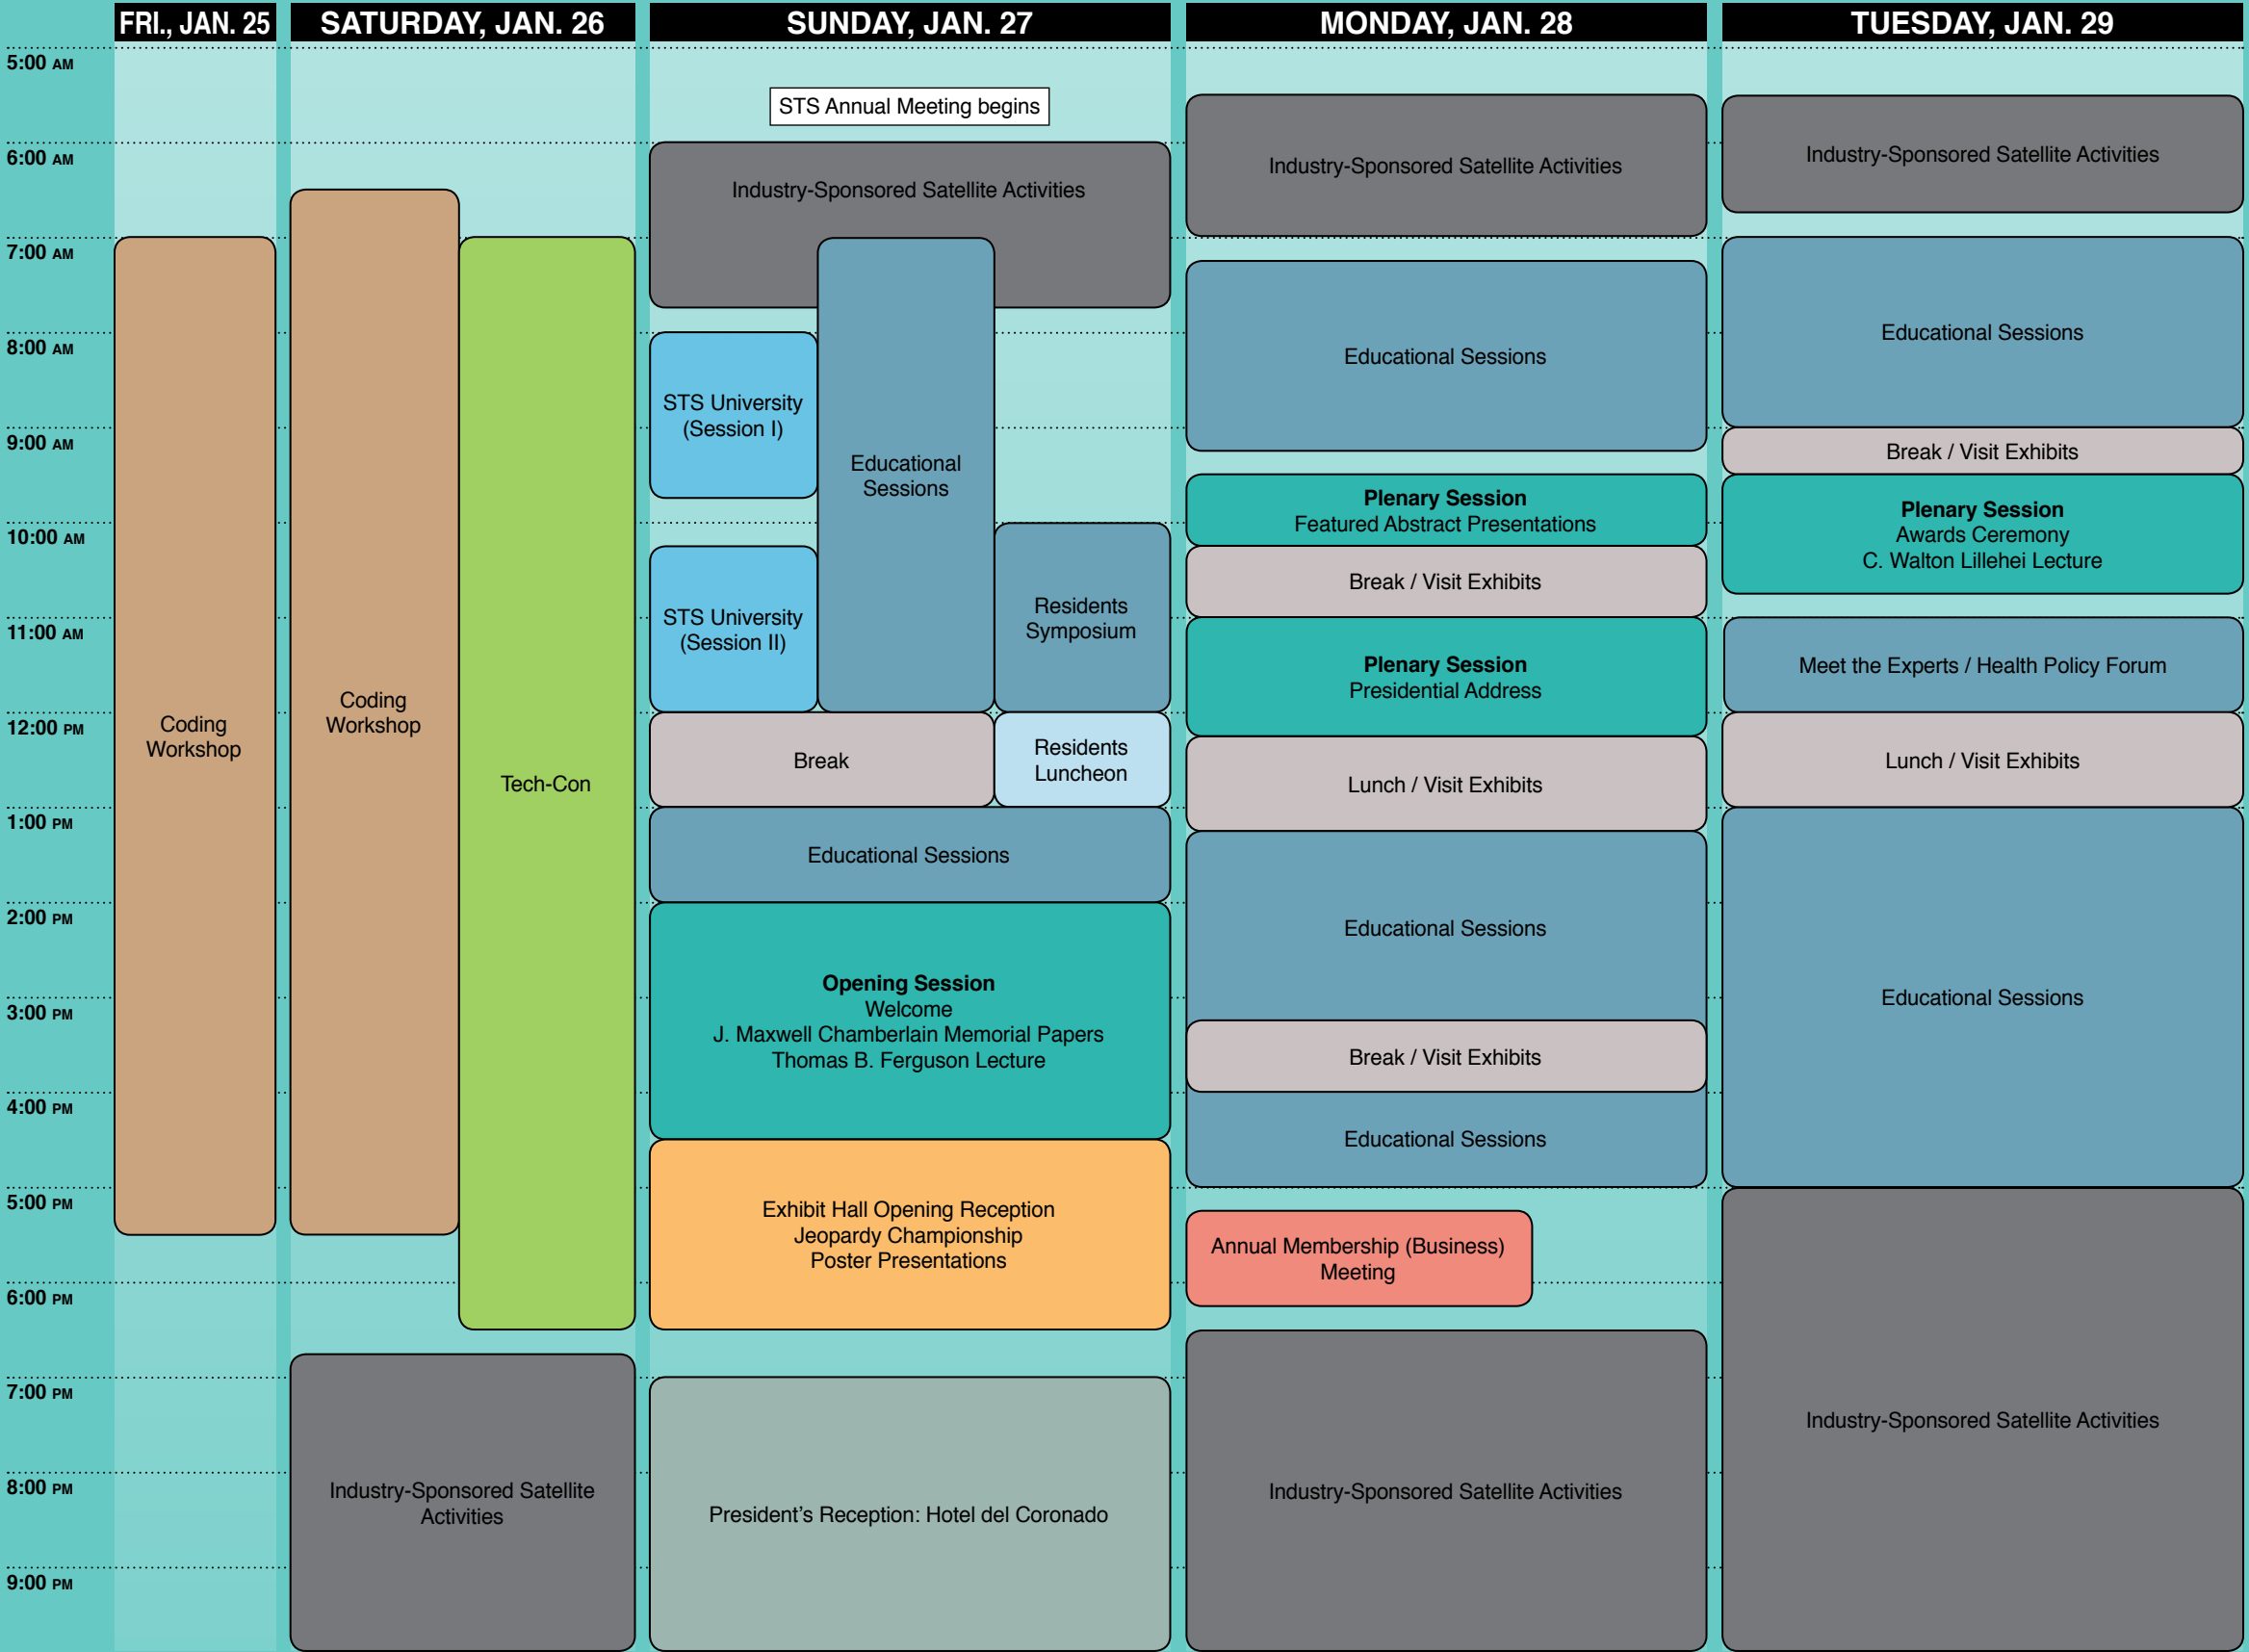 FRI., JAN. 25
SATURDAY, JAN. 26
SUNDAY, JAN. 27
MONDAY, JAN. 28
TUESDAY, JAN. 29
5:00 AM
6:00 AM
7:00 AM
8:00 AM
9:00 AM
10:00 AM
11:00 AM
12:00 PM
1:00 PM
2:00 PM
3:00 PM
4:00 PM
5:00 PM
6:00 PM
7:00 PM
8:00 PM
9:00 PM
Coding
Workshop
Coding
Workshop
Tech-Con
Industry-Sponsored Satellite
Activities
STS Annual Meeting begins
Industry-Sponsored Satellite Activities
STS University
(Session I)
Educational
Sessions
STS University
(Session II)
Residents
Symposium
Break
Residents
Luncheon
Educational Sessions
Opening Session
Welcome
J. Maxwell Chamberlain Memorial Papers
Thomas B. Ferguson Lecture
Exhibit Hall Opening Reception
Jeopardy Championship
Poster Presentations
President’s Reception: Hotel del Coronado
Industry-Sponsored Satellite Activities
Educational Sessions
Plenary Session
Featured Abstract Presentations
Break / Visit Exhibits
Plenary Session
Presidential Address
Lunch / Visit Exhibits
Educational Sessions
Break / Visit Exhibits
Educational Sessions
Annual Membership (Business)
Meeting
Industry-Sponsored Satellite Activities
Industry-Sponsored Satellite Activities
Educational Sessions
Break / Visit Exhibits
Plenary Session
Awards Ceremony
C. Walton Lillehei Lecture
Meet the Experts / Health Policy Forum
Lunch / Visit Exhibits
Educational Sessions
Industry-Sponsored Satellite Activities